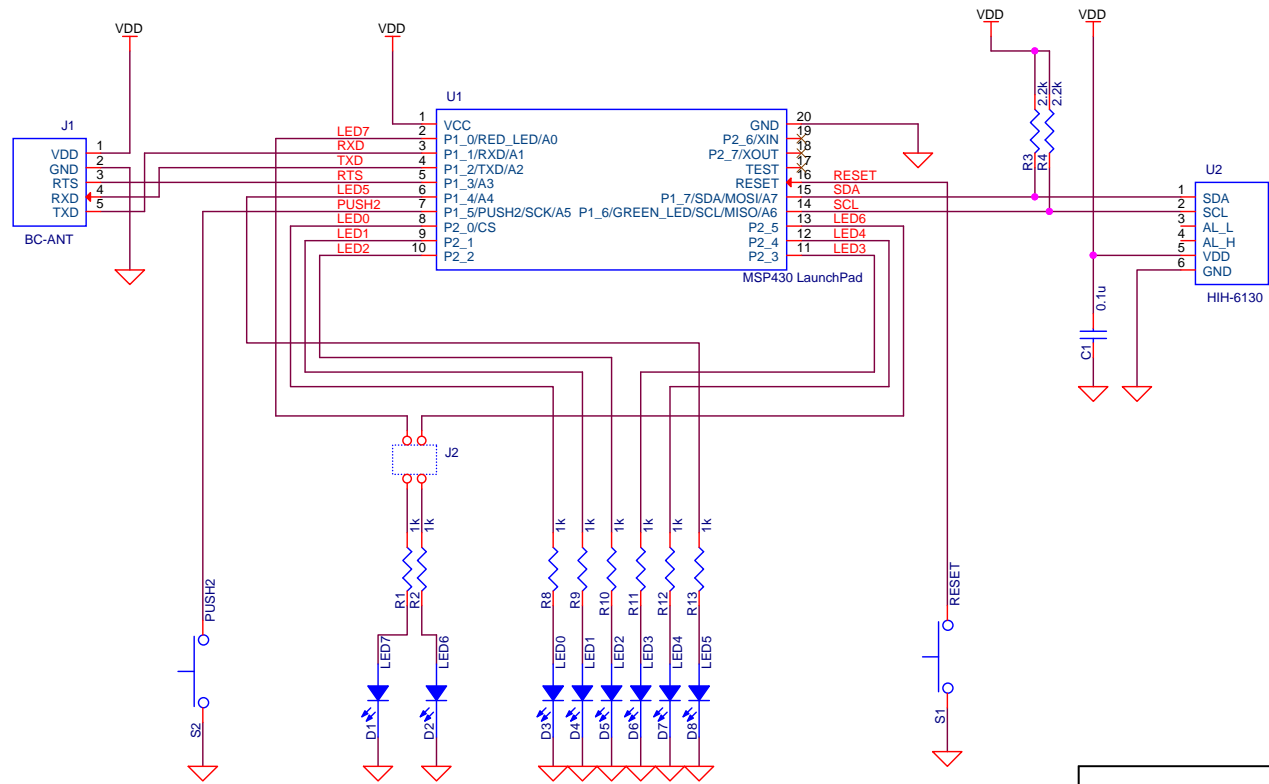 VDD
VDD
VDD
VDD
J1
VDD
GND
RTS
RXD
TXD
1
2
3
4
5
BC-ANT
LED7
RXD
TXD
RTS
LED5
PUSH2
LED0
LED1
LED2
U1
1
2
3
4
5
6
7
8
9
10
VCC
P1_0/RED_LED/A0
P1_1/RXD/A1
P1_2/TXD/A2
P1_3/A3
P1_4/A4
P1_5/PUSH2/SCK/A5
P2_0/CS
P2_1
P2_2
GND
P2_6/XIN
P2_7/XOUT
TEST
RESET
P1_7/SDA/MOSI/A7
P1_6/GREEN_LED/SCL/MISO/A6
P2_5
P2_4
P2_3
20
19
18
17
16
15
14
13
12
11
MSP430 LaunchPad
RESET
SDA
SCL
LED6
LED4
LED3
2.2k
2.2k
R3
R4
U2
1
2
3
4
5
6
SDA
SCL
AL_L
AL_H
VDD
GND
HIH-6130
0.1u
C1
J2
1k
1k
R1
R2
1k
1k
1k
1k
1k
1k
R8
R9
R10
R11
R12
R13
PUSH2
S2
LED7
LED6
D1
D2
LED0
LED1
LED2
LED3
LED4
LED5
D3
D4
D5
D6
D7
D8
RESET
S1